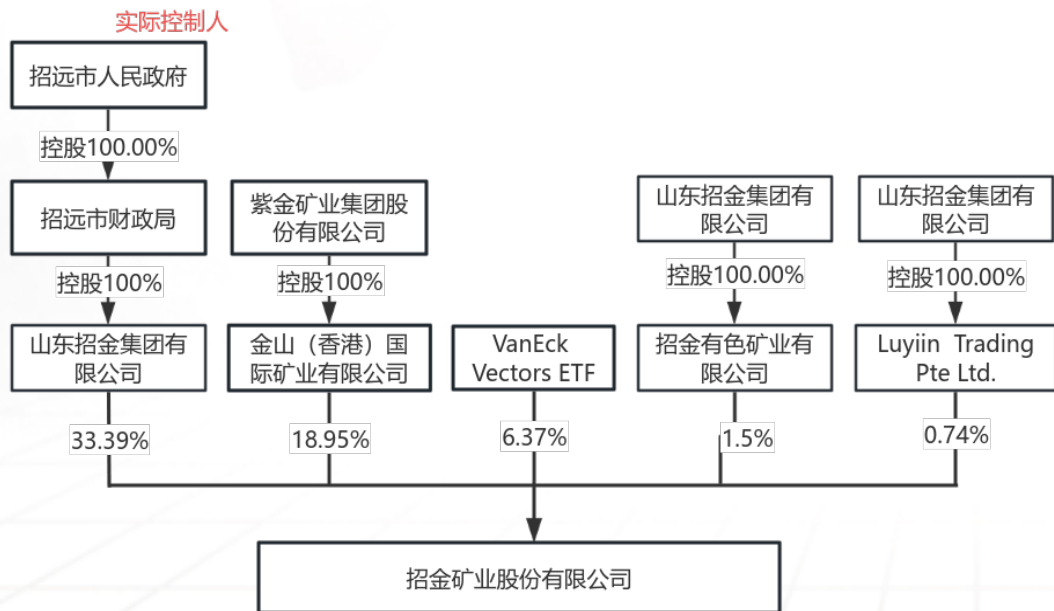 实际控制人
招远市人民政府
控股100.00%
招远市财政局
紫金矿业集团股
份有限公司
山东招金集团有
限公司
山东招金集团有
限公司
控股100%
控股100%
控股100.00%
控股100.00%
山东招金集团有
限公司
金山（香港）国
际矿业有限公司
VanEck
Vectors ETF
招金有色矿业有
限公司
Luyiin Trading
Pte Ltd.
33.39%
18.95%
6.37%
1.5%
0.74%
招金矿业股份有限公司